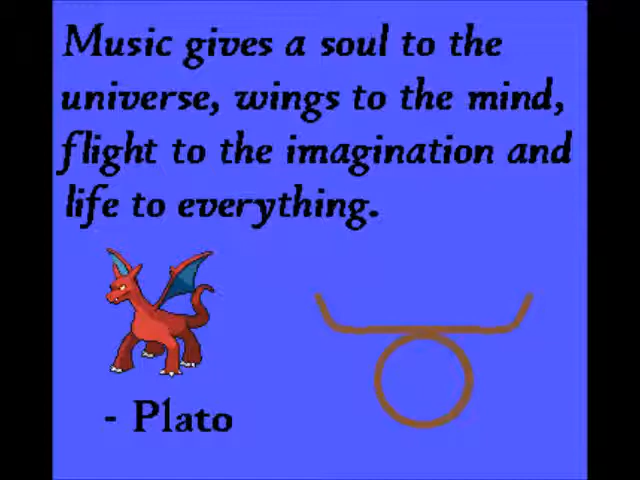 Music gives a soul to the
universe, wings to the mind,
flight to the imagination and
life to everything.
- Plato